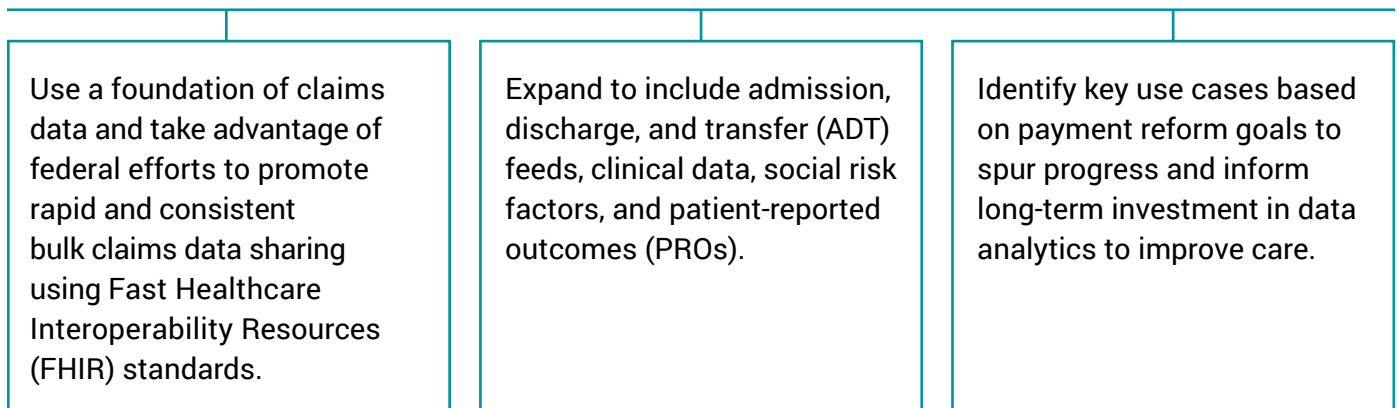 Use a foundation of claims
data and take advantage of
federal efforts to promote
rapid and consistent
bulk claims data sharing
using Fast Healthcare
Interoperability Resources
(FHIR) standards.
Expand to include admission,
discharge, and transfer (ADT)
feeds, clinical data, social risk
factors, and patient-reported
outcomes (PROs).
Identify key use cases based
on payment reform goals to
spur progress and inform
long-term investment in data
analytics to improve care.